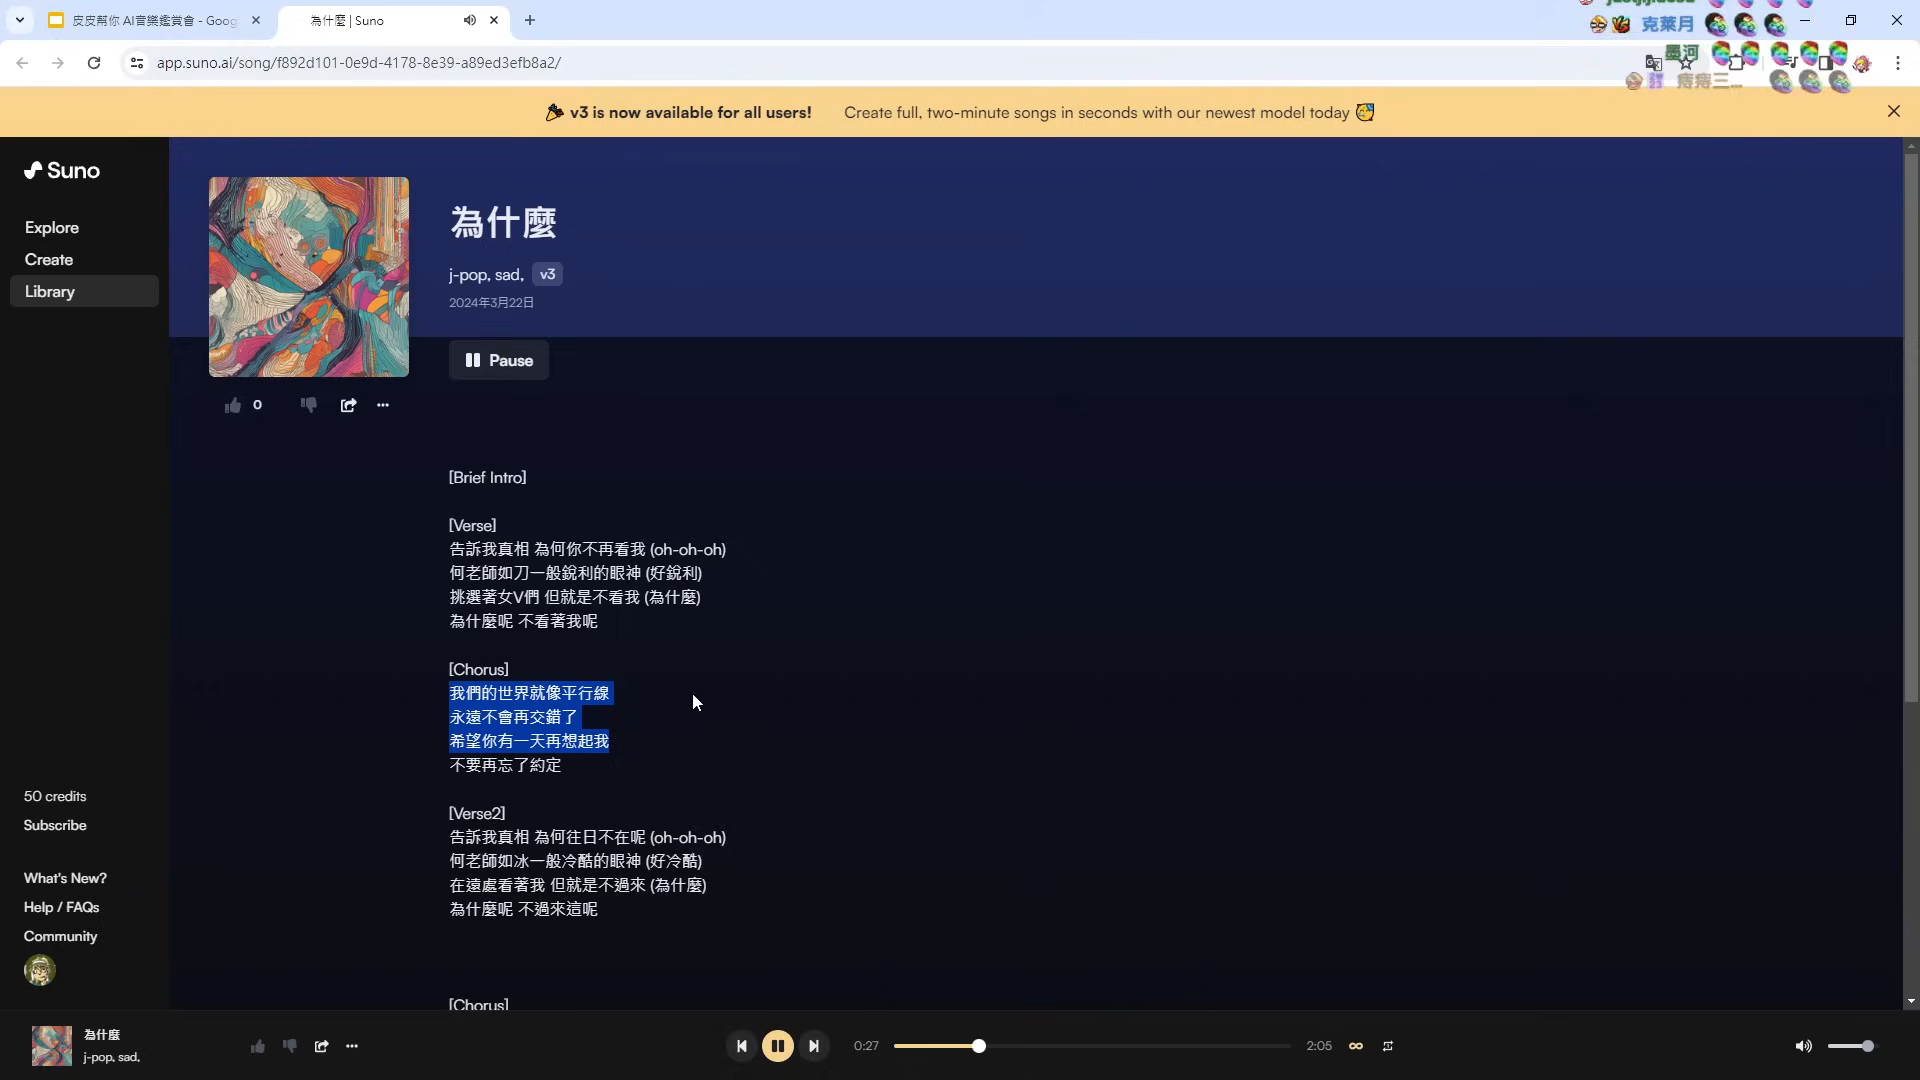 皮皮幫你 AI音樂鑑賞會 - Goog
為什麼 | Suno
克萊月
app.suno.ai/song/f892d101-0e9d-4178-8e39-a89ed3efb8a2/
墨河
痞痞三...
v3 is now available for all users! Create full, two-minute songs in seconds with our newest model today
Suno
Explore
Create
Library
為什麼
j-pop, sad, v3
2024年3月22日
Pause
0
[Brief Intro]
[Verse]
告訴我真相 為何你不再看我 (oh-oh-oh)
何老師如刀一般銳利的眼神 (好銳利)
挑選著女V們 但就是不看我 (為什麼)
為什麼呢 不看著我呢
[Chorus]
我們的世界就像平行線
永遠不會再交錯了
希望你有一天再想起我
不要再忘了約定
[Verse2]
告訴我真相 為何往日不在呢 (oh-oh-oh)
何老師如冰一般冷酷的眼神 (好冷酷)
在遠處看著我 但就是不過來 (為什麼)
為什麼呢 不過來這呢
[Chorus]
50 credits
Subscribe
What's New?
Help / FAQs
Community
為什麼
j-pop, sad,
0:27
2:05